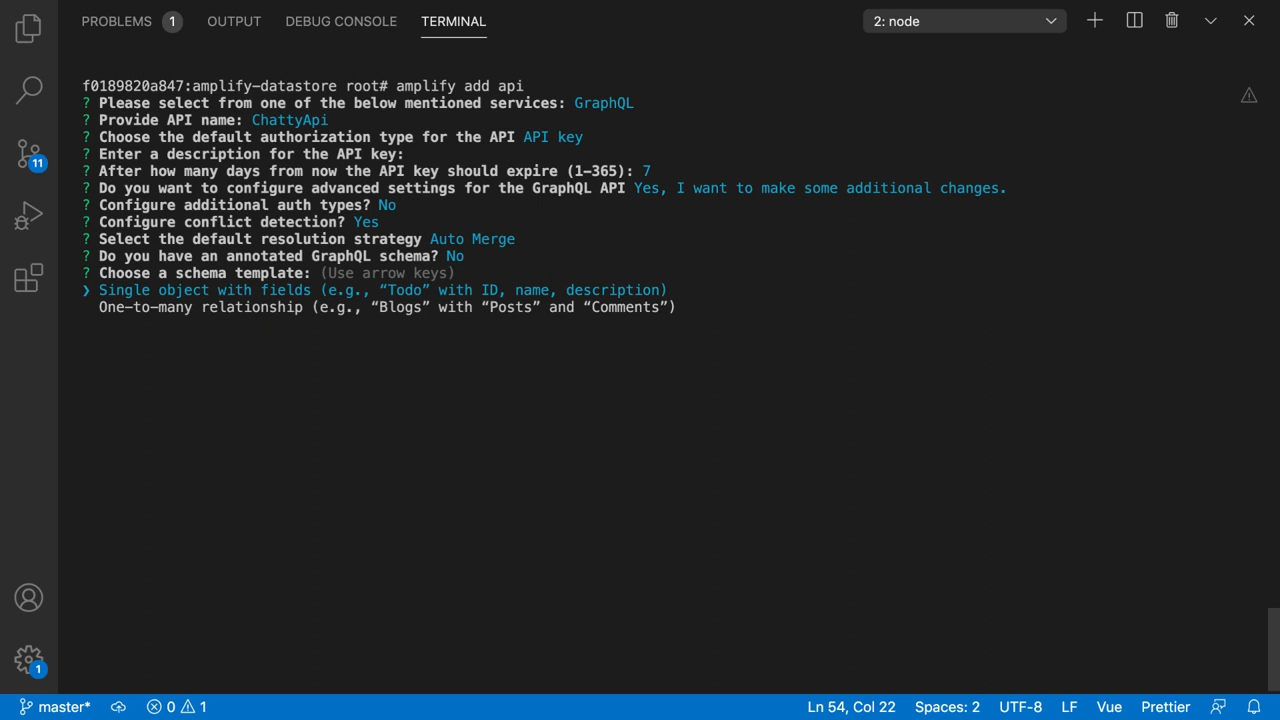 PROBLEMS 1 OUTPUT DEBUG CONSOLE TERMINAL 2: node
f0189820a847:amplify-datastore root# amplify add api
? Please select from one of the below mentioned services: GraphQL
? Provide API name: ChattyApi
? Choose the default authorization type for the API API key
? Enter a description for the API key:
? After how many days from now the API key should expire (1-365): 7
? Do you want to configure advanced settings for the GraphQL API Yes, I want to make some additional changes.
? Configure additional auth types? No
? Configure conflict detection? Yes
? Select the default resolution strategy Auto Merge
? Do you have an annotated GraphQL schema? No
? Choose a schema template: (Use arrow keys)
❯ Single object with fields (e.g., “Todo” with ID, name, description)
One-to-many relationship (e.g., “Blogs” with “Posts” and “Comments”)
11
1
master* 0 1 Ln 54, Col 22 Spaces: 2 UTF-8 LF Vue Prettier